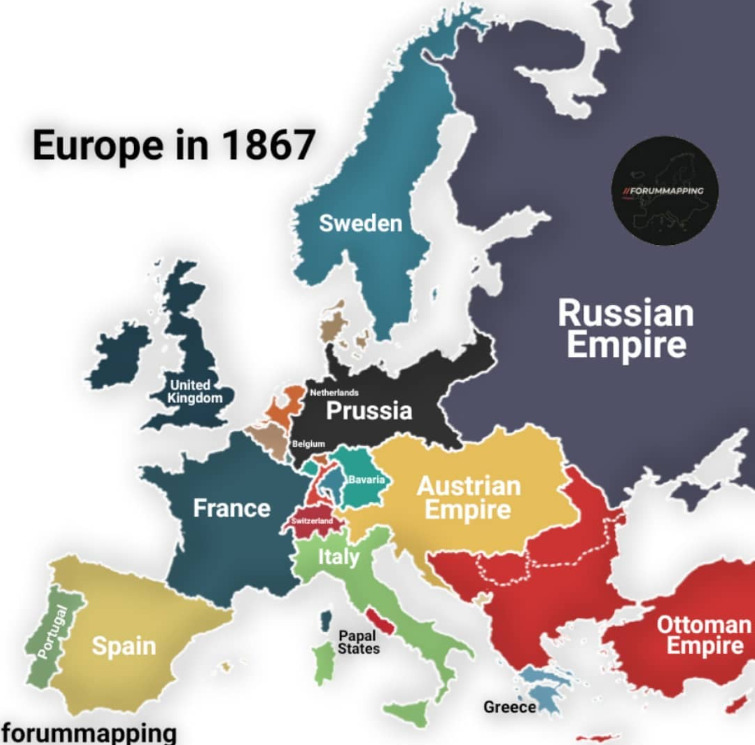 Europe in 1867
//FORUMMAPPING
Sweden
Russian
Empire
United
Kingdom
Netherlands
Prussia
Belgium
Bavaria
Austrian
Empire
France
Switzerland
Italy
Portugal
Spain
Papal
States
Ottoman
Empire
Greece
forummapping